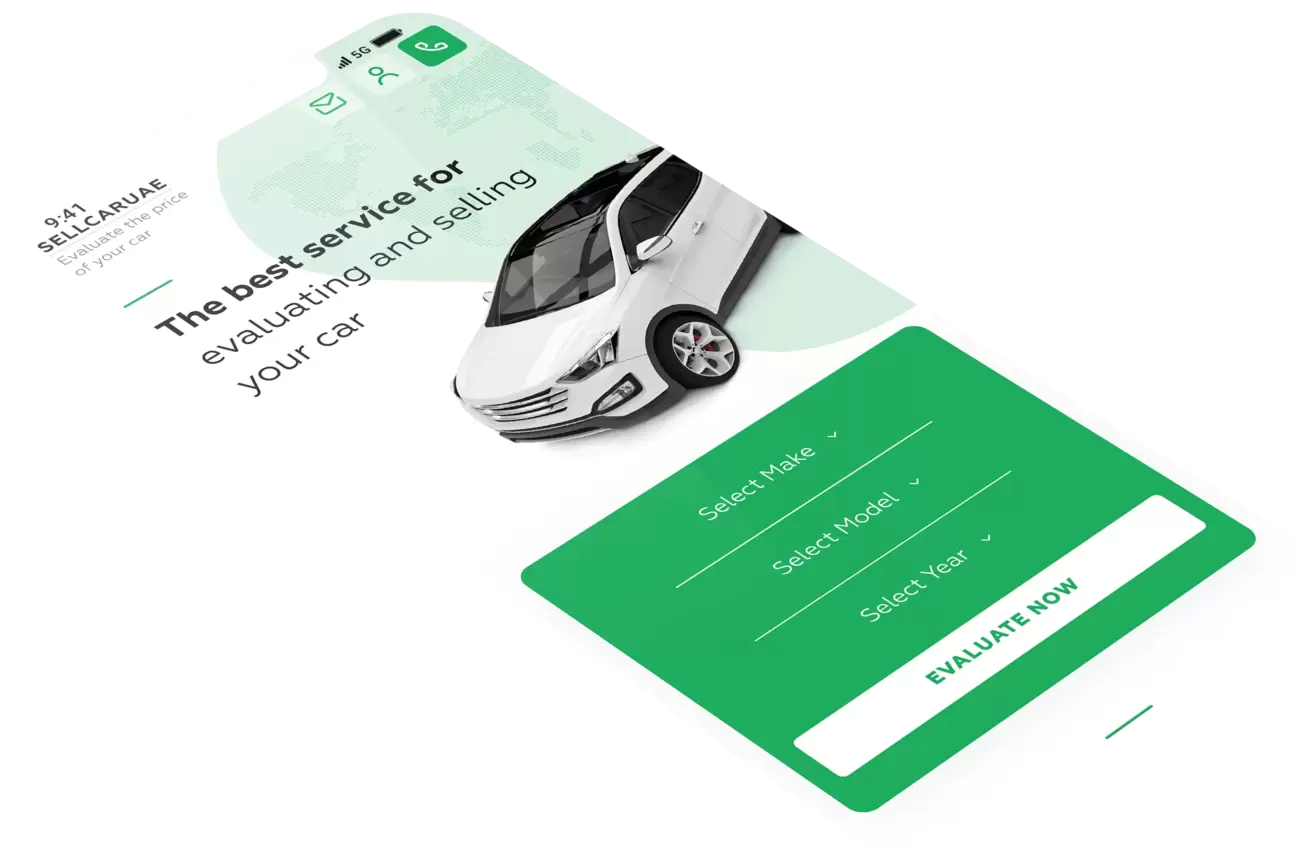 9:41
5G
SELLCARUAE
Evaluate the price
of your car
The best service for
evaluating and selling
your car
Select Make
Select Model
Select Year
EVALUATE NOW